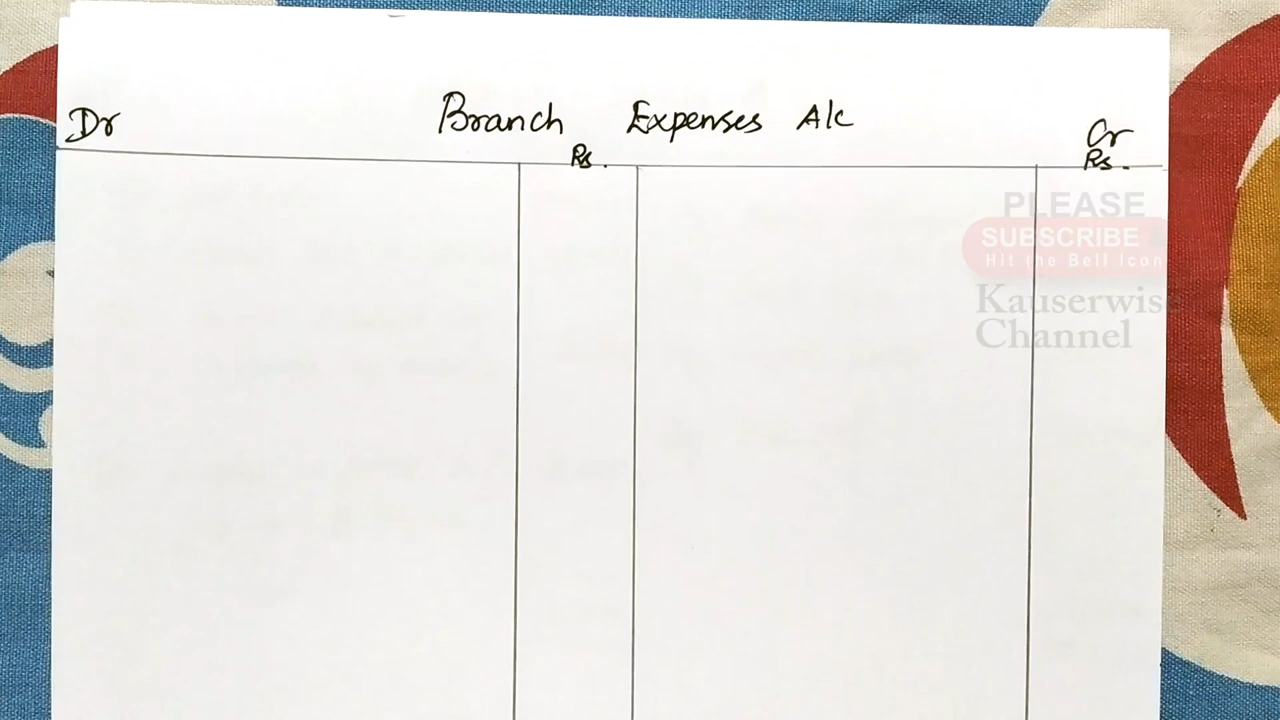 Dr Branch Expenses A/c Cr
Rs. Rs.
PLEASE
SUBSCRIBE
Hit the Bell Icon
Kauserwise
Channel